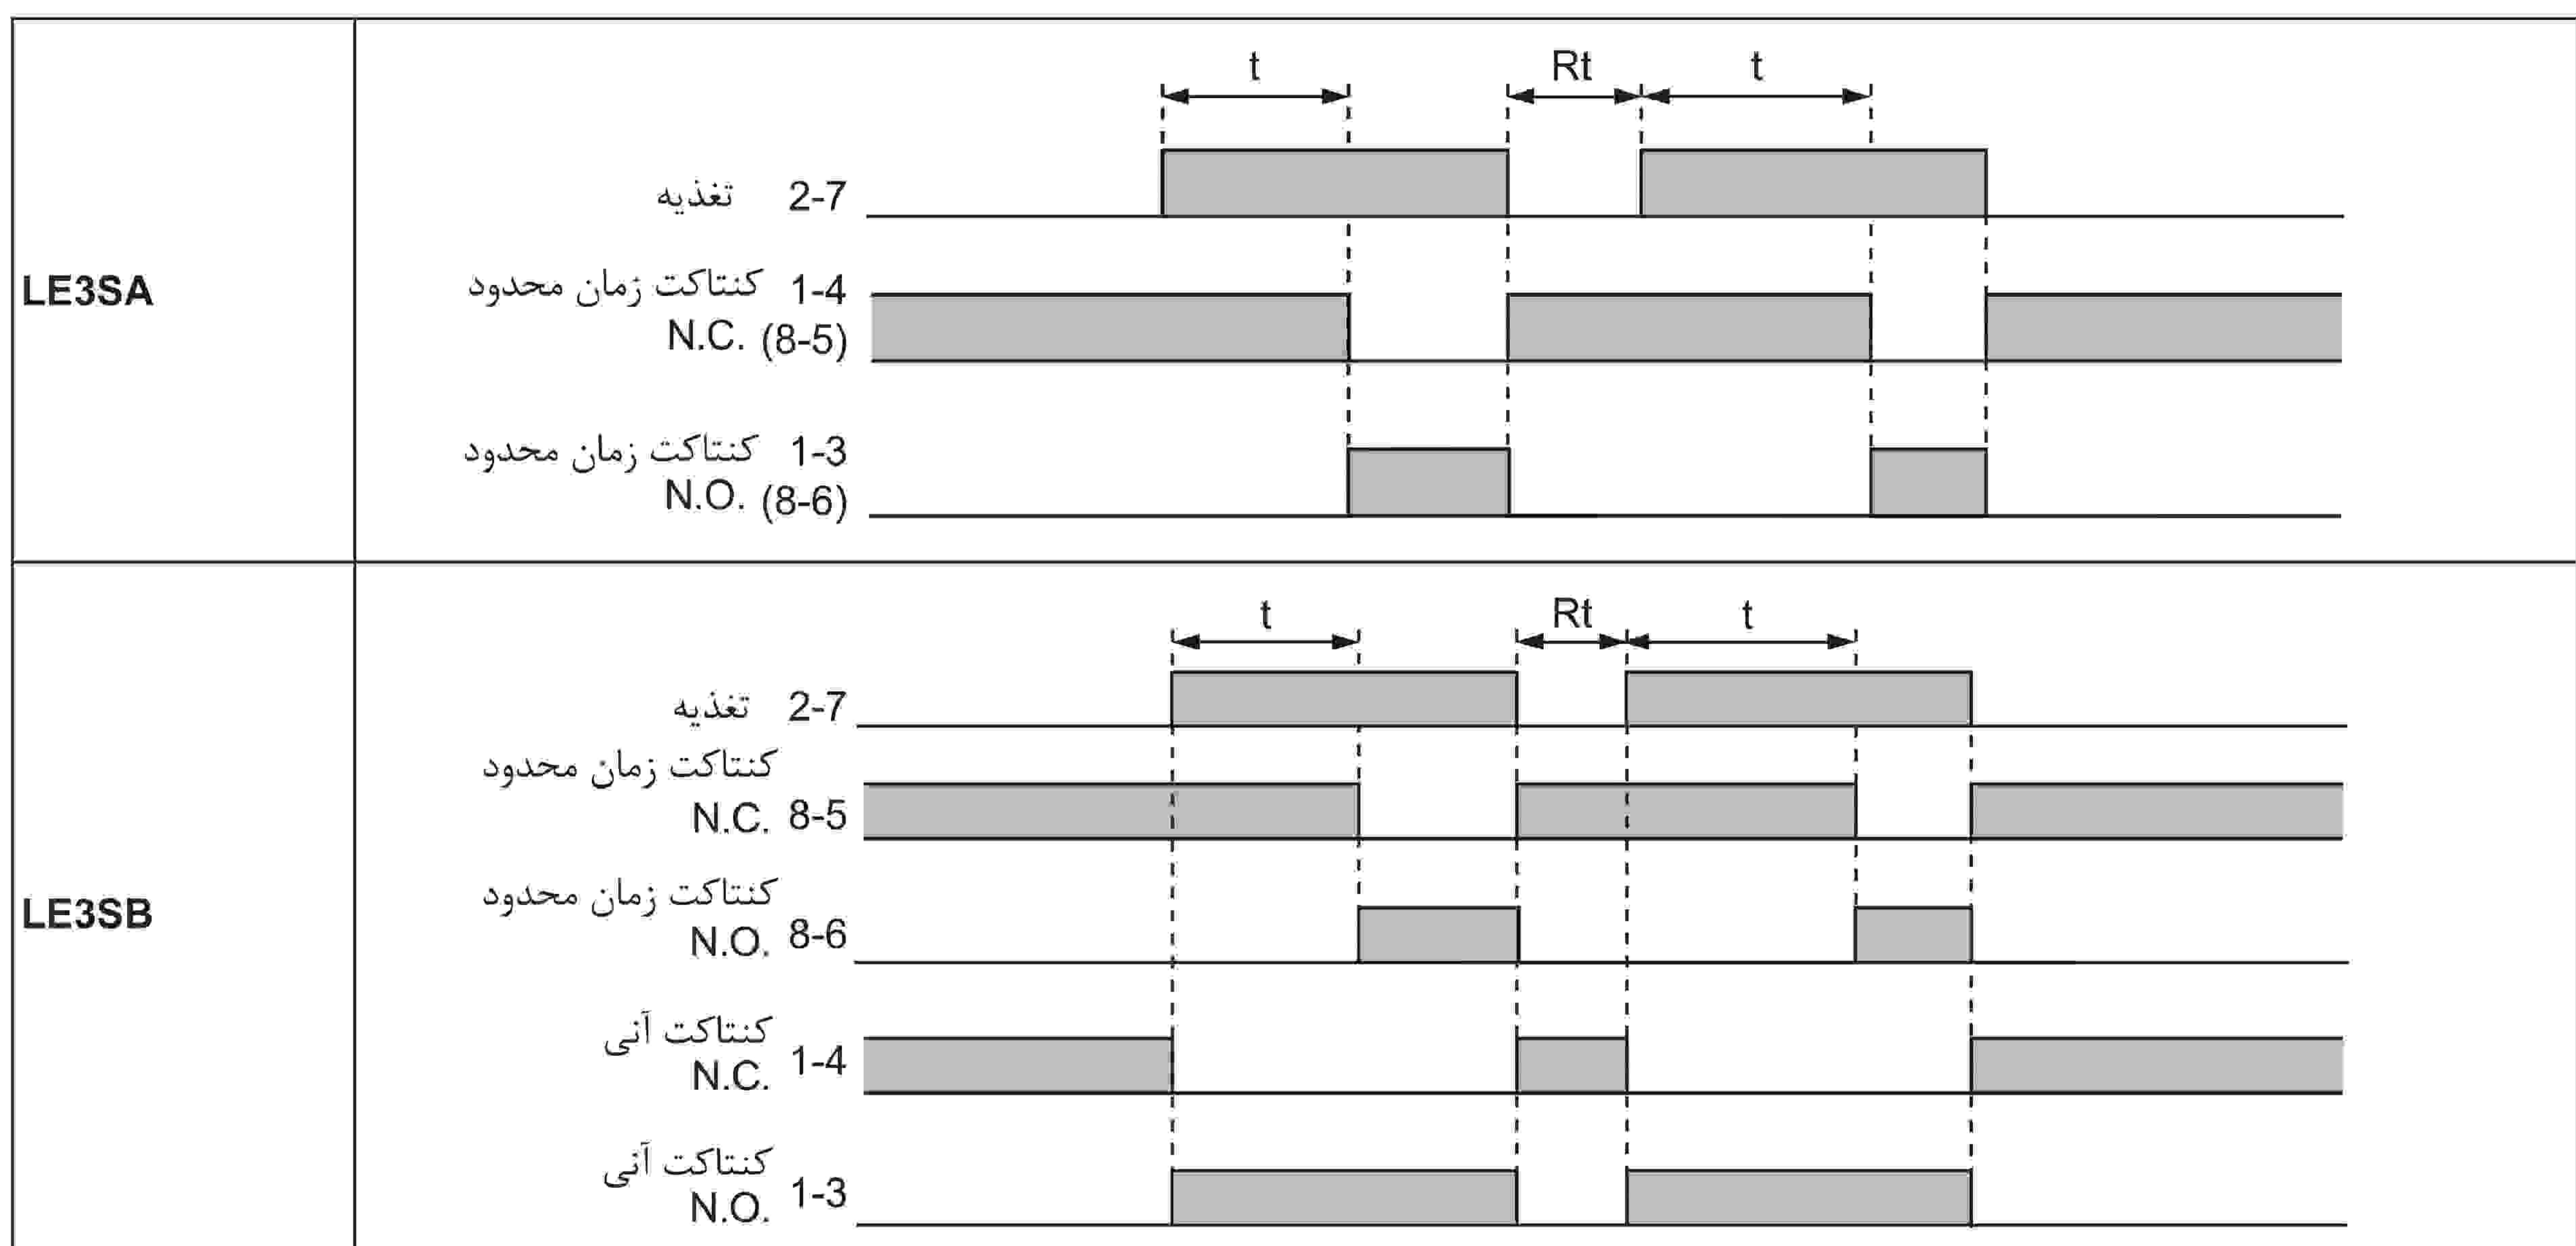 t Rt t
تغذیه 2-7
LE3SA
کنتاکت زمان محدود 1-4
N.C. (8-5)
کنتاکت زمان محدود 1-3
N.O. (8-6)
t Rt t
تغذیه 2-7
کنتاکت زمان محدود
N.C. 8-5
LE3SB
کنتاکت زمان محدود
N.O. 8-6
کنتاکت آنی
N.C. 1-4
کنتاکت آنی
N.O. 1-3